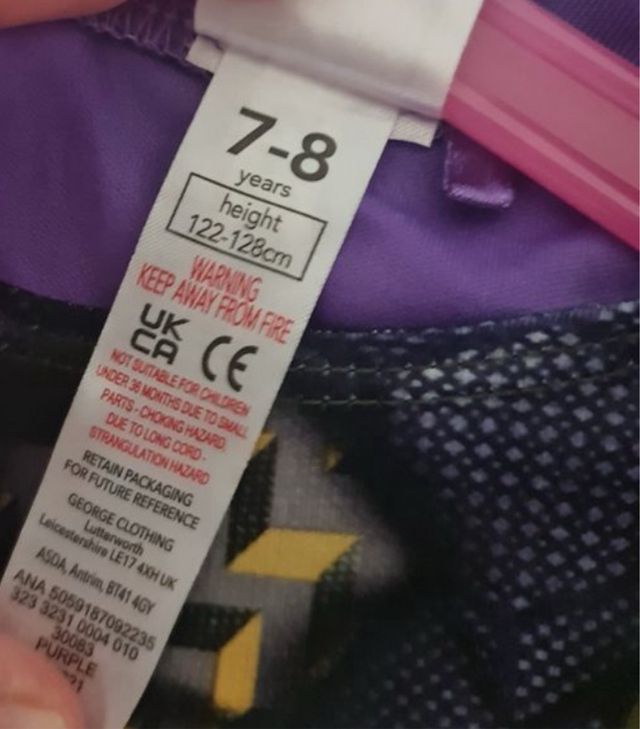 7-8
years
height
122-128cm
WARNING
KEEP AWAY FROM FIRE
UK
CA CE
NOT SUITABLE FOR CHILDREN
UNDER 36 MONTHS DUE TO SMALL
PARTS - CHOKING HAZARD.
DUE TO LONG CORD -
STRANGULATION HAZARD
RETAIN PACKAGING
FOR FUTURE REFERENCE
GEORGE CLOTHING
Lutterworth
Leicestershire LE17 4XH UK
ASDA, Antrim, BT41 4GY
ANA 5059187092235
323 3231 0004 010
30083
PURPLE